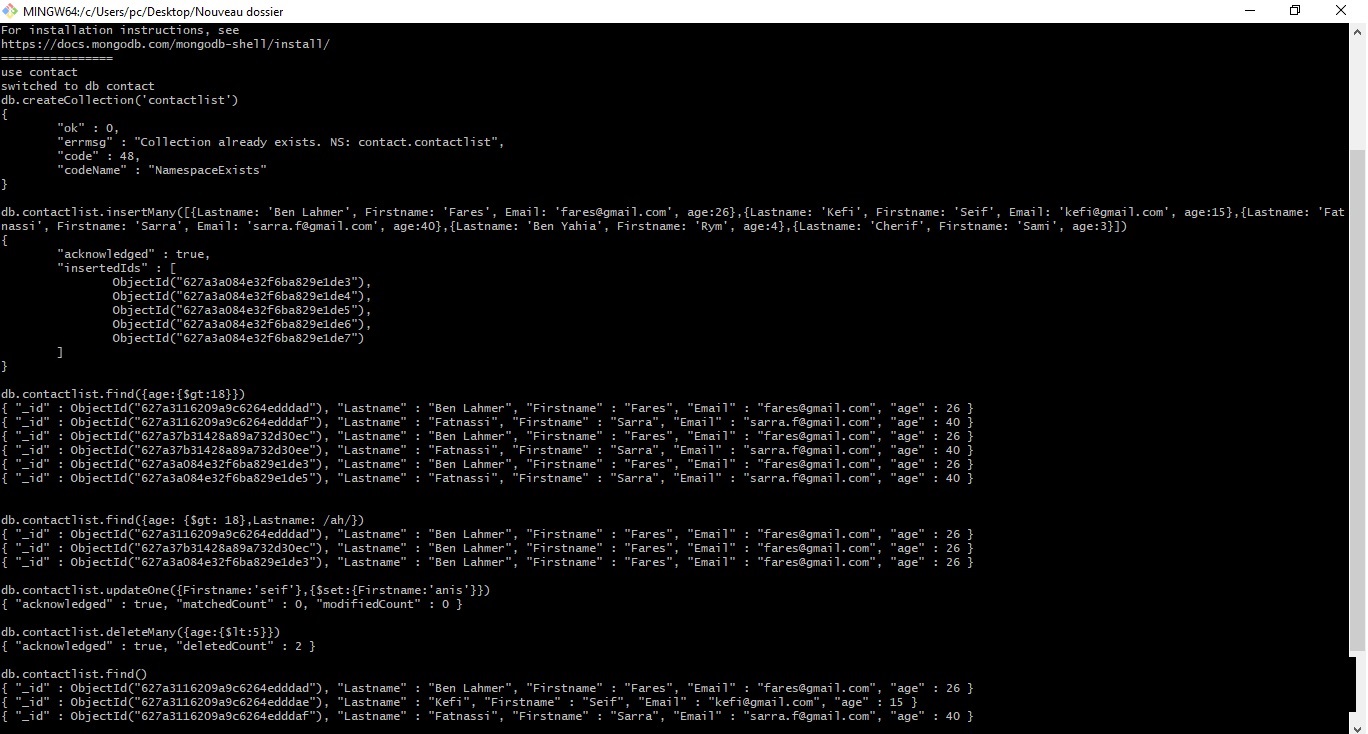 MINGW64:/c/Users/pc/Desktop/Nouveau dossier
For installation instructions, see
https://docs.mongodb.com/mongodb-shell/install/
================
use contact
switched to db contact
db.createCollection('contactlist')
{
        "ok" : 0,
        "errmsg" : "Collection already exists. NS: contact.contactlist",
        "code" : 48,
        "codeName" : "NamespaceExists"
}
db.contactlist.insertMany([{Lastname: 'Ben Lahmer', Firstname: 'Fares', Email: 'fares@gmail.com', age:26},{Lastname: 'Kefi', Firstname: 'Seif', Email: 'kefi@gmail.com', age:15},{Lastname: 'Fat
nassi', Firstname: 'Sarra', Email: 'sarra.f@gmail.com', age:40},{Lastname: 'Ben Yahia', Firstname: 'Rym', age:4},{Lastname: 'Cherif', Firstname: 'Sami', age:3}])
{
        "acknowledged" : true,
        "insertedIds" : [
                ObjectId("627a3a084e32f6ba829e1de3"),
                ObjectId("627a3a084e32f6ba829e1de4"),
                ObjectId("627a3a084e32f6ba829e1de5"),
                ObjectId("627a3a084e32f6ba829e1de6"),
                ObjectId("627a3a084e32f6ba829e1de7")
        ]
}
db.contactlist.find({age:{$gt:18}})
{ "_id" : ObjectId("627a3116209a9c6264edddad"), "Lastname" : "Ben Lahmer", "Firstname" : "Fares", "Email" : "fares@gmail.com", "age" : 26 }
{ "_id" : ObjectId("627a3116209a9c6264edddaf"), "Lastname" : "Fatnassi", "Firstname" : "Sarra", "Email" : "sarra.f@gmail.com", "age" : 40 }
{ "_id" : ObjectId("627a37b31428a89a732d30ec"), "Lastname" : "Ben Lahmer", "Firstname" : "Fares", "Email" : "fares@gmail.com", "age" : 26 }
{ "_id" : ObjectId("627a37b31428a89a732d30ee"), "Lastname" : "Fatnassi", "Firstname" : "Sarra", "Email" : "sarra.f@gmail.com", "age" : 40 }
{ "_id" : ObjectId("627a3a084e32f6ba829e1de3"), "Lastname" : "Ben Lahmer", "Firstname" : "Fares", "Email" : "fares@gmail.com", "age" : 26 }
{ "_id" : ObjectId("627a3a084e32f6ba829e1de5"), "Lastname" : "Fatnassi", "Firstname" : "Sarra", "Email" : "sarra.f@gmail.com", "age" : 40 }
db.contactlist.find({age: {$gt: 18},Lastname: /ah/})
{ "_id" : ObjectId("627a3116209a9c6264edddad"), "Lastname" : "Ben Lahmer", "Firstname" : "Fares", "Email" : "fares@gmail.com", "age" : 26 }
{ "_id" : ObjectId("627a37b31428a89a732d30ec"), "Lastname" : "Ben Lahmer", "Firstname" : "Fares", "Email" : "fares@gmail.com", "age" : 26 }
{ "_id" : ObjectId("627a3a084e32f6ba829e1de3"), "Lastname" : "Ben Lahmer", "Firstname" : "Fares", "Email" : "fares@gmail.com", "age" : 26 }
db.contactlist.updateOne({Firstname:'seif'},{$set:{Firstname:'anis'}})
{ "acknowledged" : true, "matchedCount" : 0, "modifiedCount" : 0 }
db.contactlist.deleteMany({age:{$lt:5}})
{ "acknowledged" : true, "deletedCount" : 2 }
db.contactlist.find()
{ "_id" : ObjectId("627a3116209a9c6264edddad"), "Lastname" : "Ben Lahmer", "Firstname" : "Fares", "Email" : "fares@gmail.com", "age" : 26 }
{ "_id" : ObjectId("627a3116209a9c6264edddae"), "Lastname" : "Kefi", "Firstname" : "Seif", "Email" : "kefi@gmail.com", "age" : 15 }
{ "_id" : ObjectId("627a3116209a9c6264edddaf"), "Lastname" : "Fatnassi", "Firstname" : "Sarra", "Email" : "sarra.f@gmail.com", "age" : 40 }